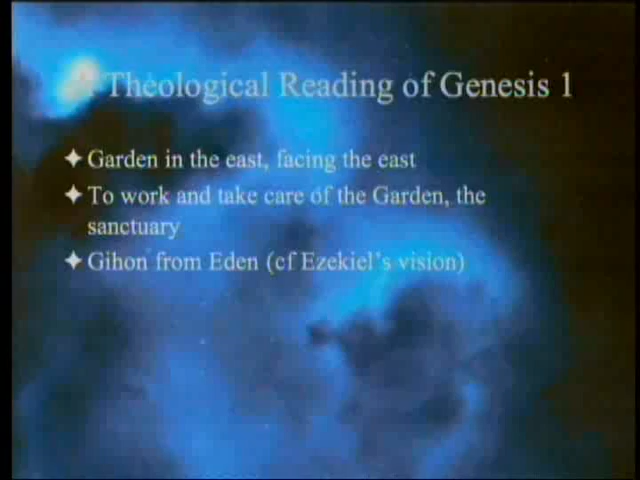 A Theological Reading of Genesis 1
Garden in the east, facing the east
To work and take care of the Garden, the
sanctuary
Gihon from Eden (cf Ezekiel's vision)